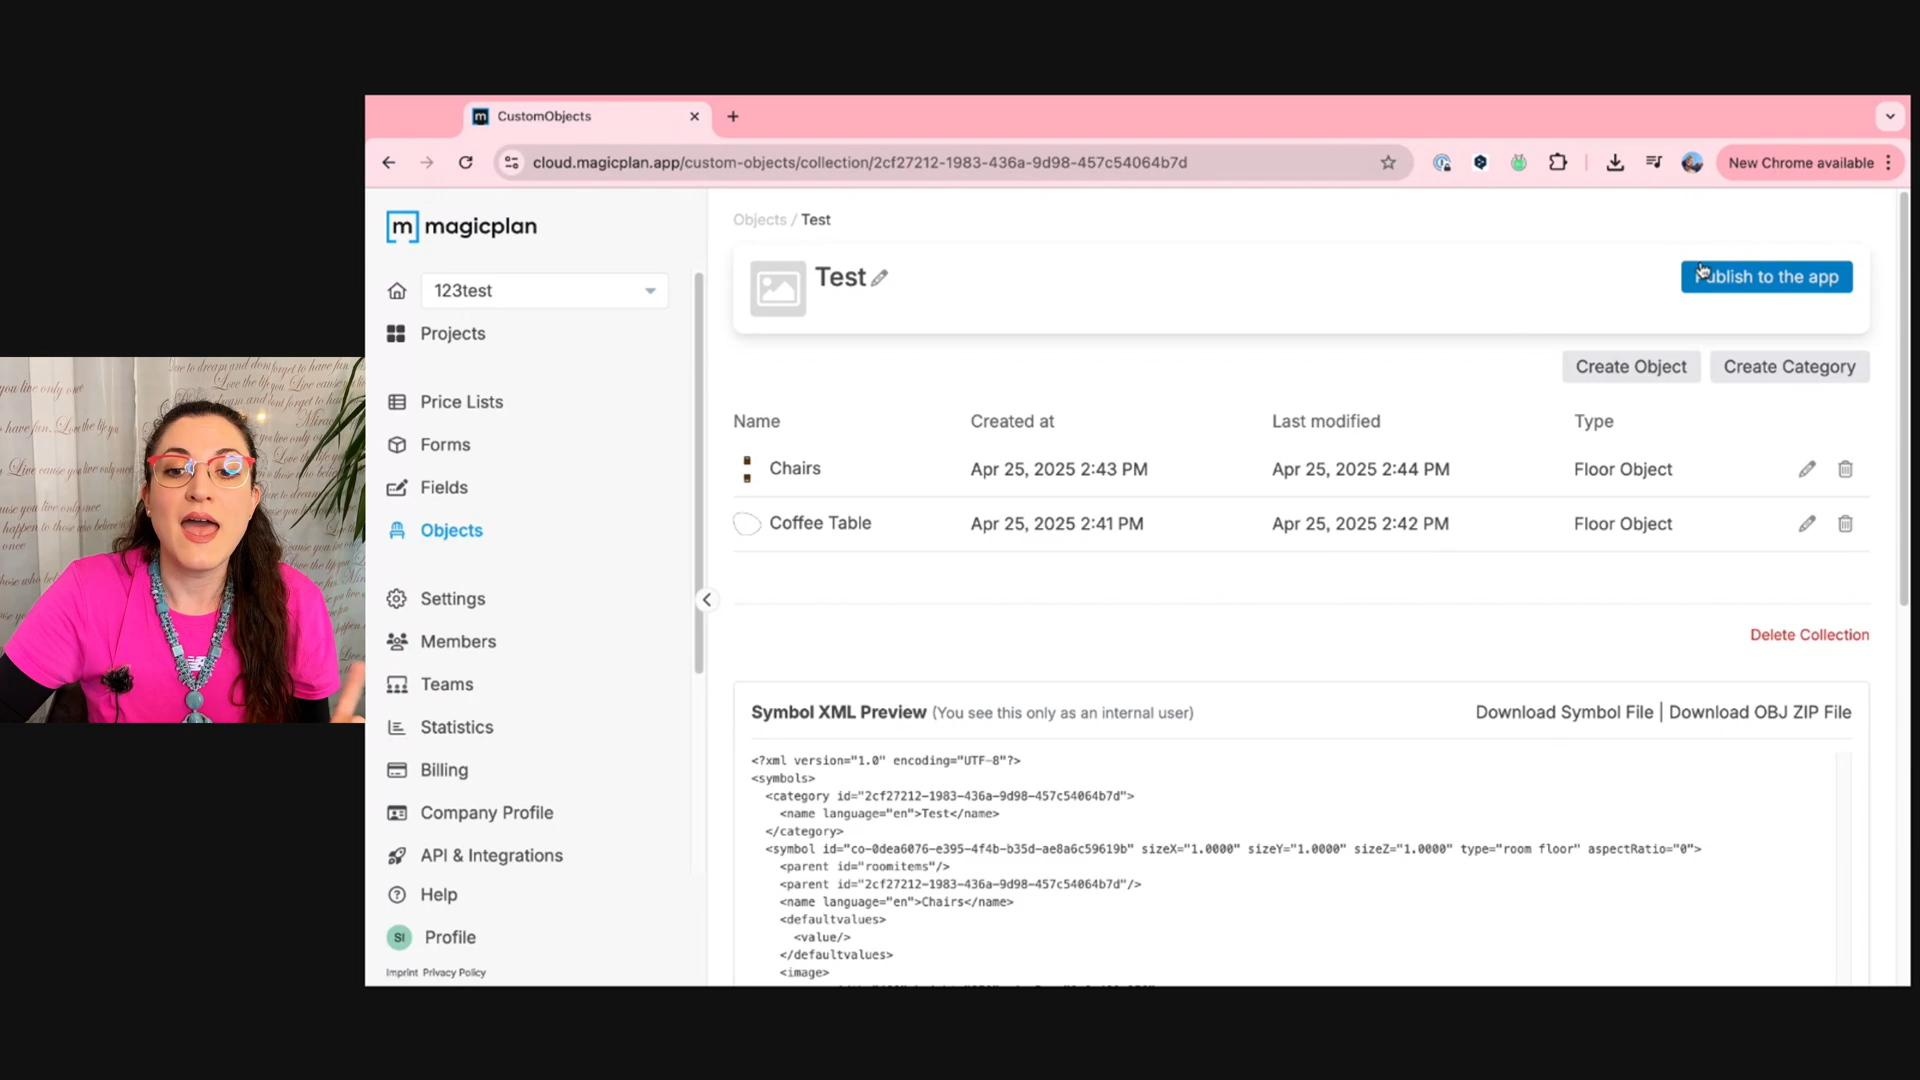 CustomObjects
cloud.magicplan.app/custom-objects/collection/2cf27212-1983-436a-9d98-457c54064b7d
New Chrome available
m magicplan
123test
Projects
Price Lists
Forms
Fields
Objects
Settings
Members
Teams
Statistics
Billing
Company Profile
API & Integrations
Help
SI Profile
Imprint Privacy Policy
Objects / Test
Test
Publish to the app
Create Object
Create Category
Name Created at Last modified Type
Chairs Apr 25, 2025 2:43 PM Apr 25, 2025 2:44 PM Floor Object
Coffee Table Apr 25, 2025 2:41 PM Apr 25, 2025 2:42 PM Floor Object
Delete Collection
Symbol XML Preview (You see this only as an internal user)
Download Symbol File | Download OBJ ZIP File
<?xml version="1.0" encoding="UTF-8"?>
<symbols>
<category id="2cf27212-1983-436a-9d98-457c54064b7d">
<name language="en">Test</name>
</category>
<symbol id="co-0dea6076-e395-4f4b-b35d-ae8a6c59619b" sizeX="1.0000" sizeY="1.0000" sizeZ="1.0000" type="room floor" aspectRatio="0">
<parent id="roomitems"/>
<parent id="2cf27212-1983-436a-9d98-457c54064b7d"/>
<name language="en">Chairs</name>
<defaultvalues>
<value/>
</defaultvalues>
<image>